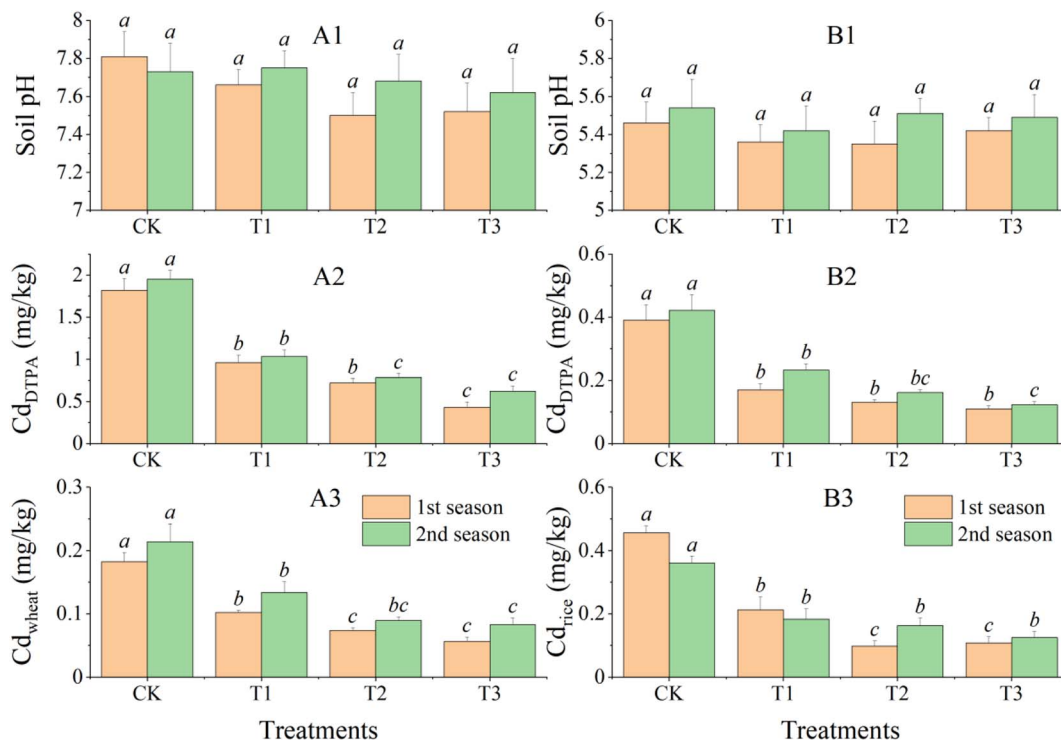 A1
Soil pH
8
7.8
7.6
7.4
7.2
7
a a a a a a a a
CK T1 T2 T3
B1
Soil pH
6
5.8
5.6
5.4
5.2
5
a a a a a a a a
CK T1 T2 T3
A2
Cd_DTPA (mg/kg)
2
1.5
1
0.5
0
a a b b b c c c
CK T1 T2 T3
B2
Cd_DTPA (mg/kg)
0.6
0.4
0.2
0
a a b b b bc b c
CK T1 T2 T3
A3
Cd_wheat (mg/kg)
0.3
0.2
0.1
0
1st season
2nd season
a a b b c bc c c
CK T1 T2 T3
Treatments
B3
Cd_rice (mg/kg)
0.6
0.4
0.2
0
1st season
2nd season
a a b b c b c b
CK T1 T2 T3
Treatments